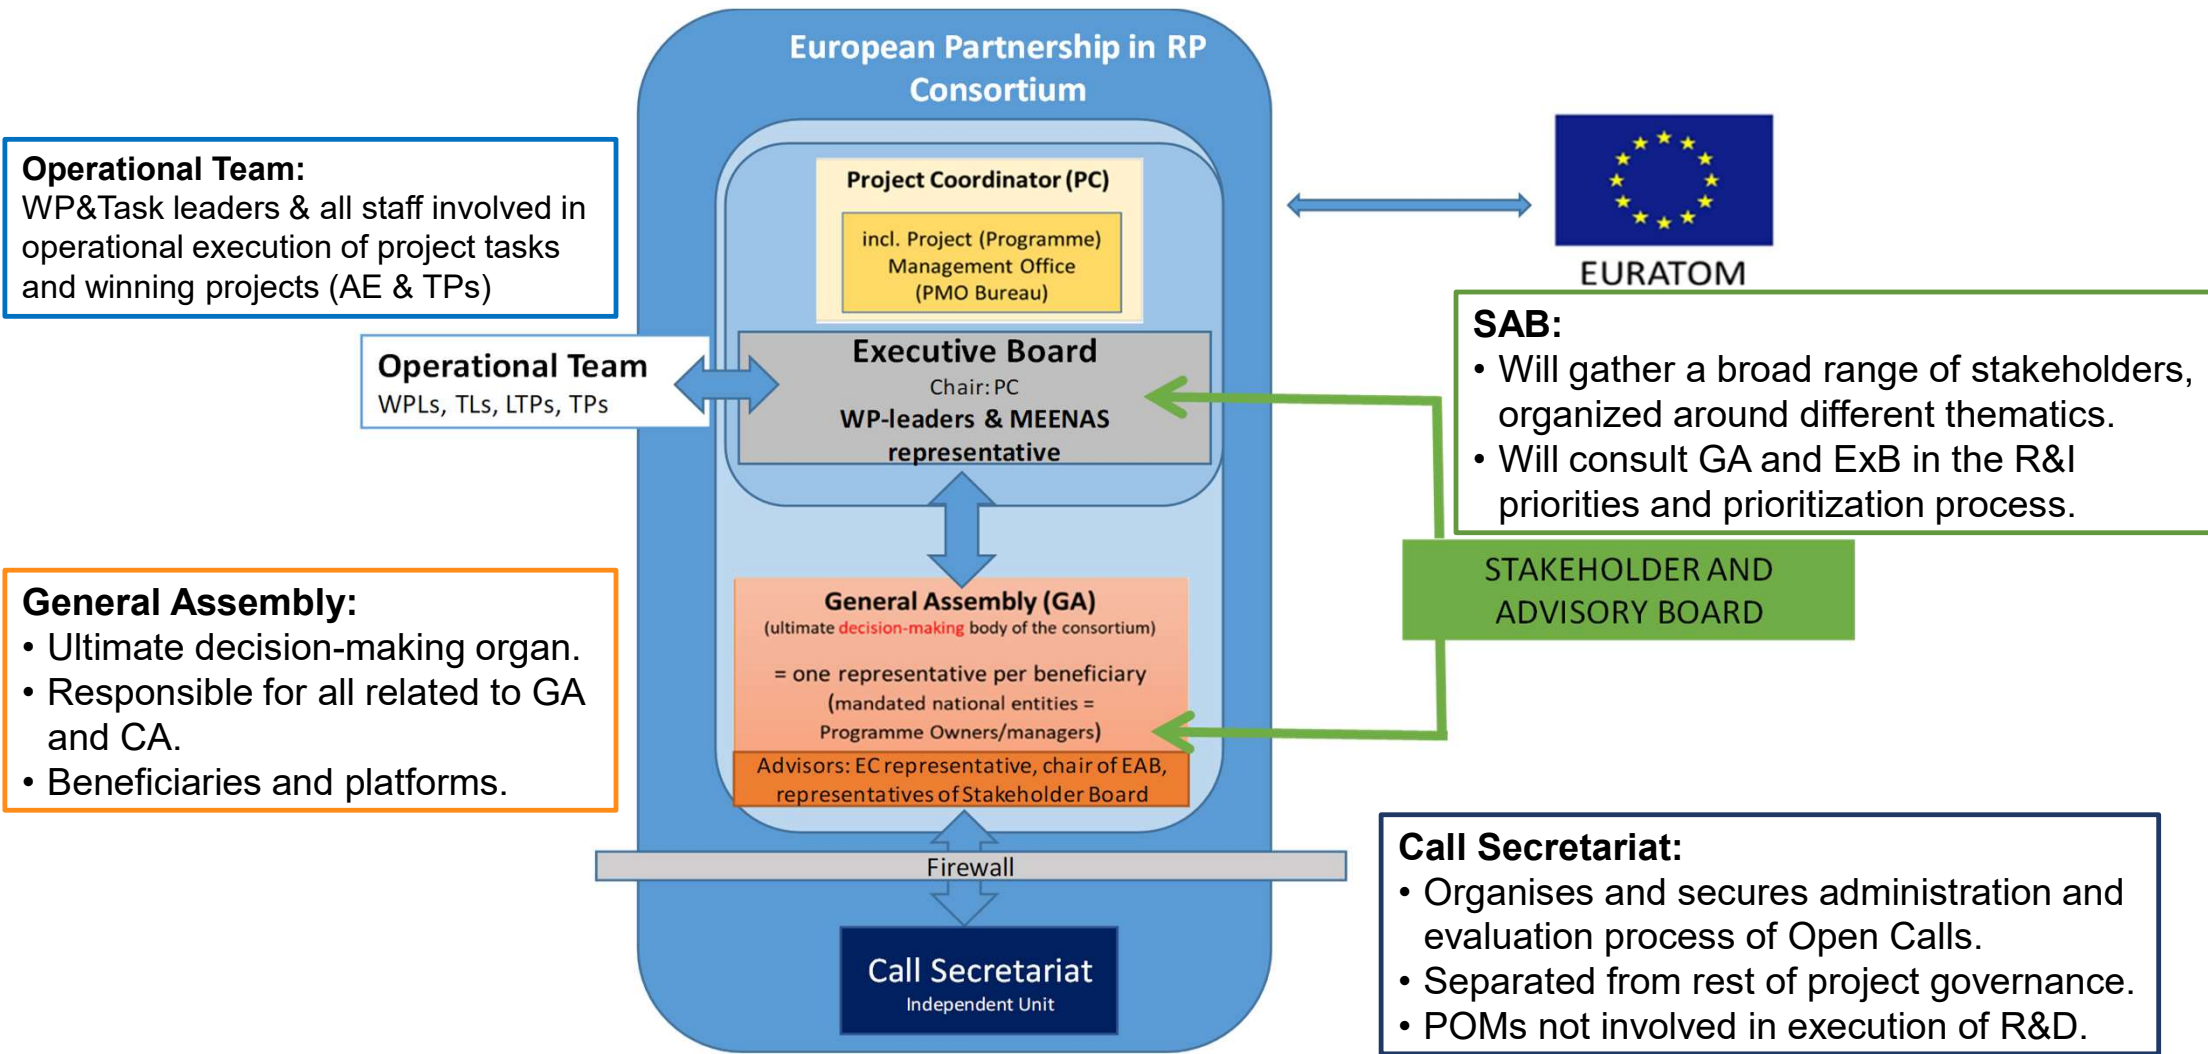 European Partnership in RP
Consortium
Operational Team:
WP&Task leaders & all staff involved in
operational execution of project tasks
and winning projects (AE & TPs)
Project Coordinator (PC)
incl. Project (Programme)
Management Office
(PMO Bureau)
EURATOM
Operational Team
WPLs, TLs, LTPs, TPs
Executive Board
Chair: PC
WP-leaders & MEENAS
representative
SAB:
• Will gather a broad range of stakeholders,
organized around different thematics.
• Will consult GA and ExB in the R&I
priorities and prioritization process.
STAKEHOLDER AND
ADVISORY BOARD
General Assembly:
• Ultimate decision-making organ.
• Responsible for all related to GA
and CA.
• Beneficiaries and platforms.
General Assembly (GA)
(ultimate decision-making body of the consortium)
= one representative per beneficiary
(mandated national entities =
Programme Owners/managers)
Advisors: EC representative, chair of EAB,
representatives of Stakeholder Board
Firewall
Call Secretariat
Independent Unit
Call Secretariat:
• Organises and secures administration and
evaluation process of Open Calls.
• Separated from rest of project governance.
• POMs not involved in execution of R&D.